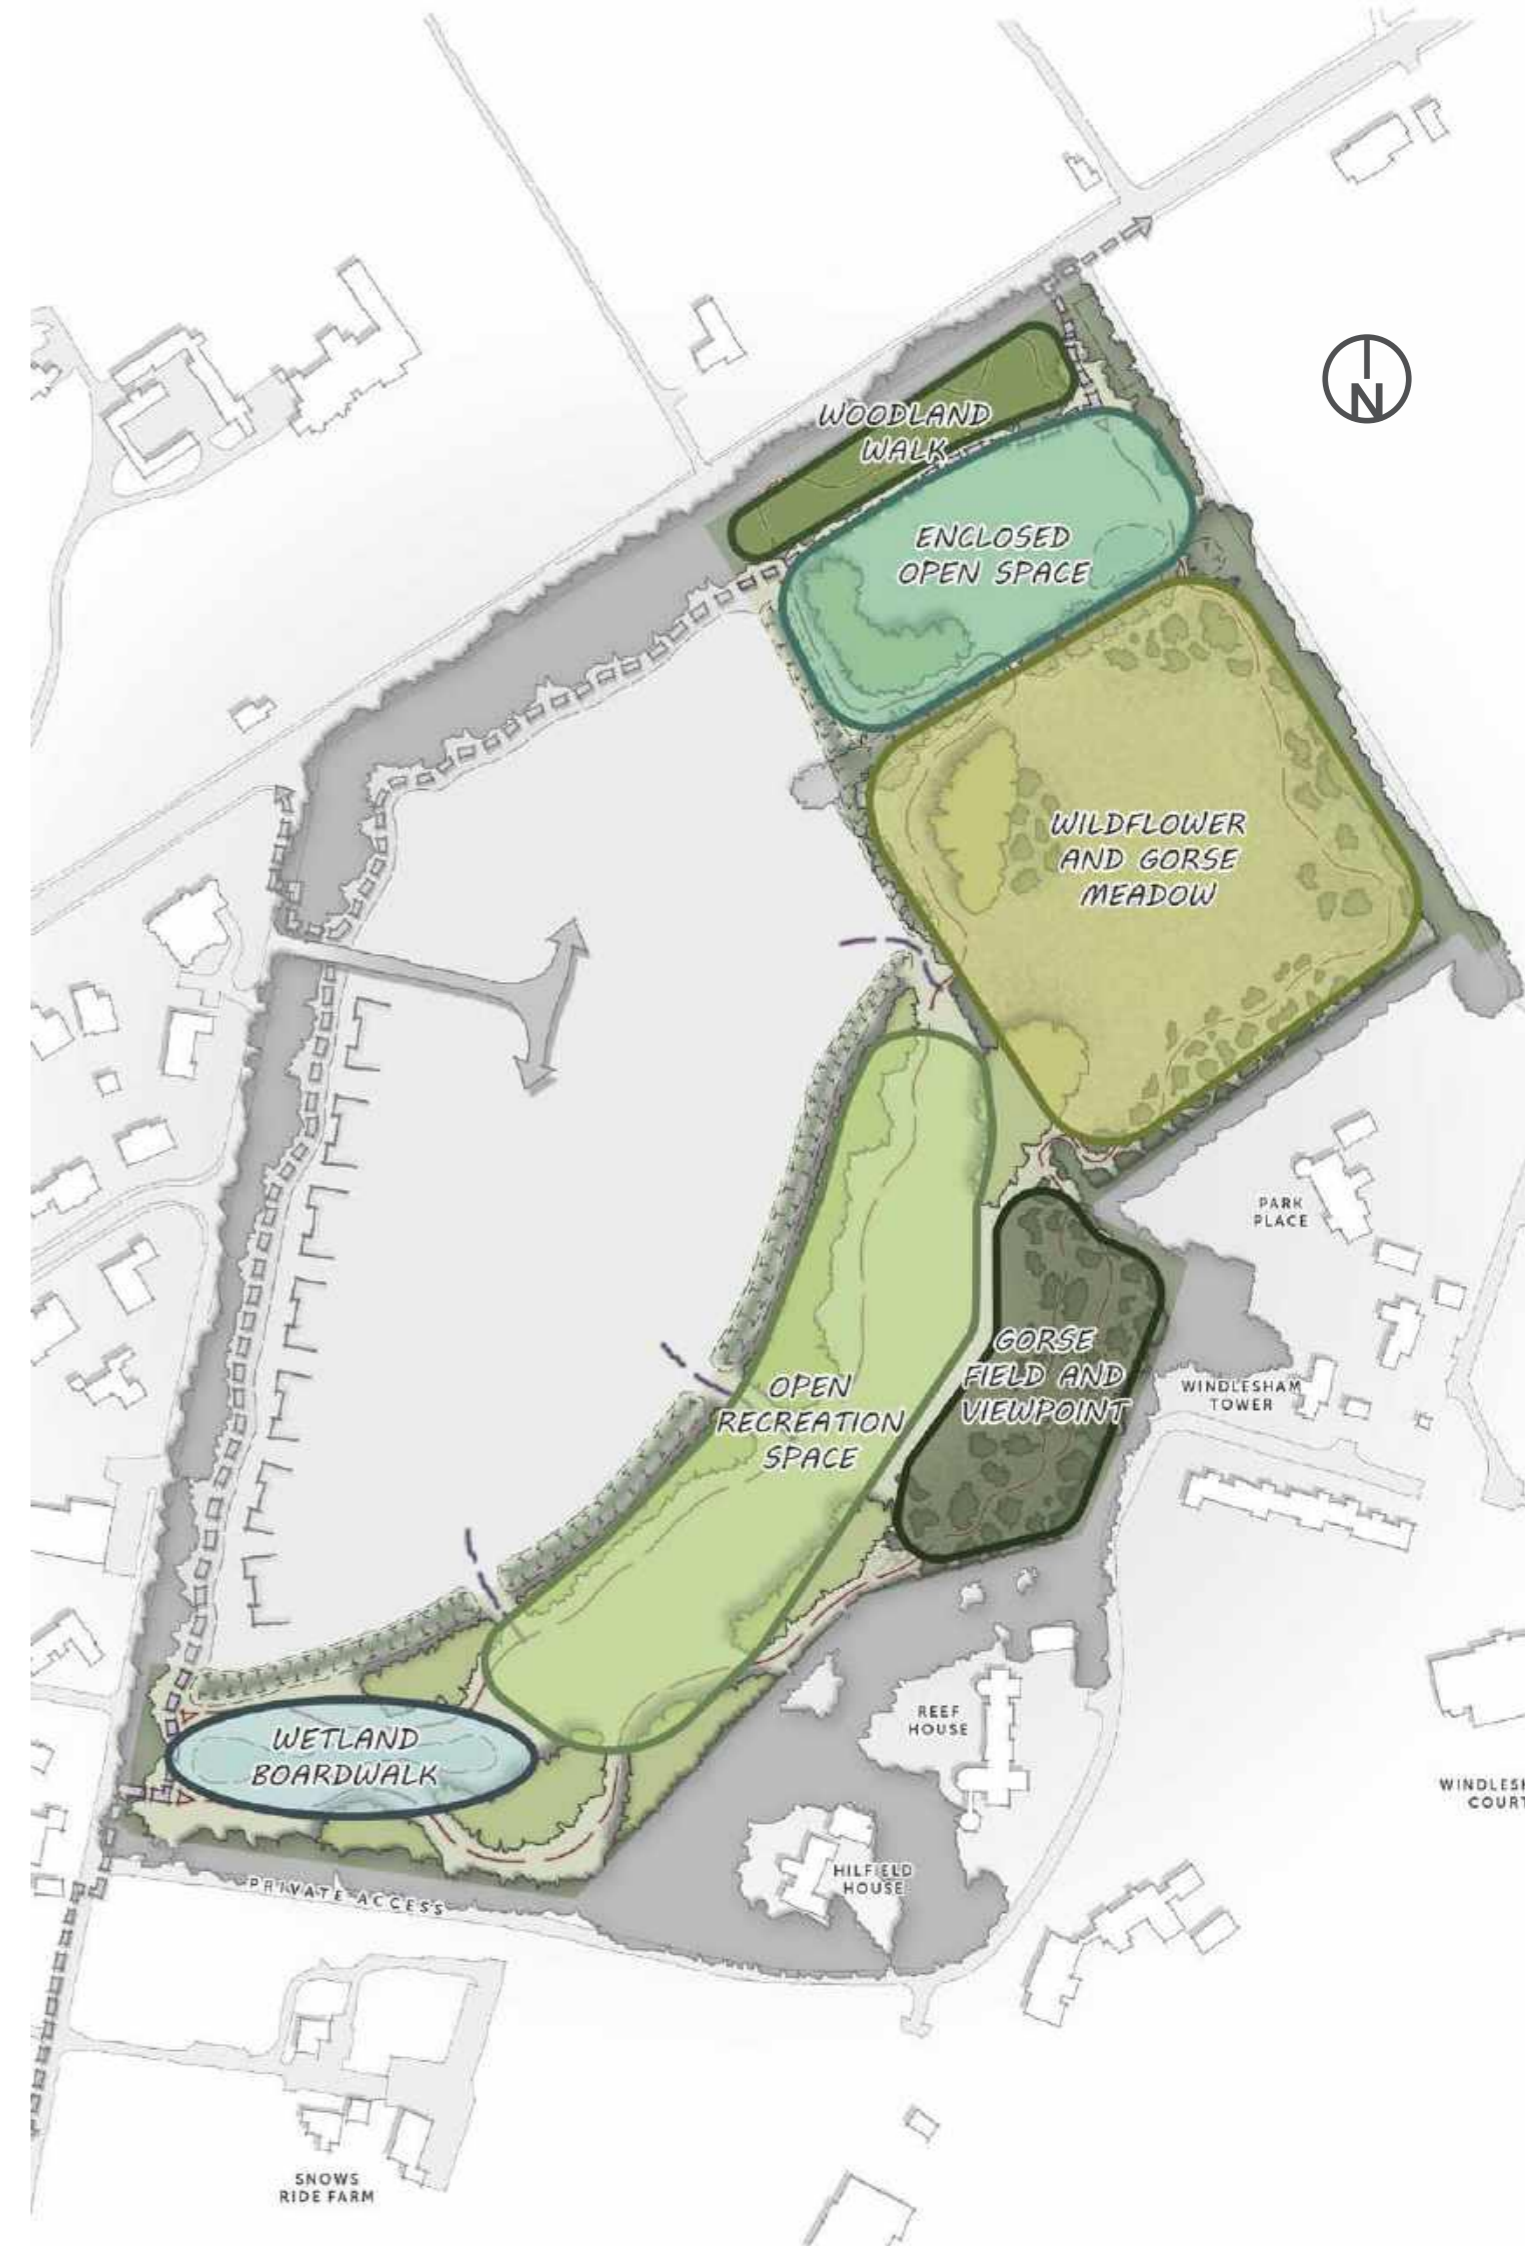 WOODLAND
WALK
N
ENCLOSED
OPEN SPACE
WILDFLOWER
AND GORSE
MEADOW
PARK
PLACE
GORSE
FIELD AND
VIEWPOINT
WINDLESHAM
TOWER
OPEN
RECREATION
SPACE
REEF
HOUSE
WETLAND
BOARDWALK
COURT
HILFIELD
HOUSE
PRIVATE ACCESS
SNOWS
RIDE FARM